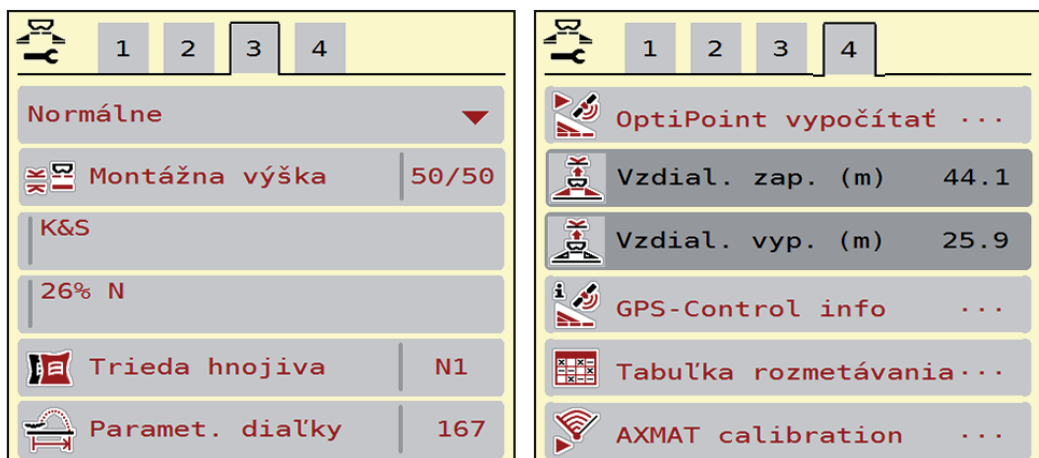 1 2 3 4
Normálne
Montážna výška 50/50
K&S
26% N
Trieda hnojiva N1
Paramet. diaľky 167
1 2 3 4
OptiPoint vypočítať ...
Vzdial. zap. (m) 44.1
Vzdial. vyp. (m) 25.9
GPS-Control info ...
Tabuľka rozmetávania...
AXMAT calibration ...